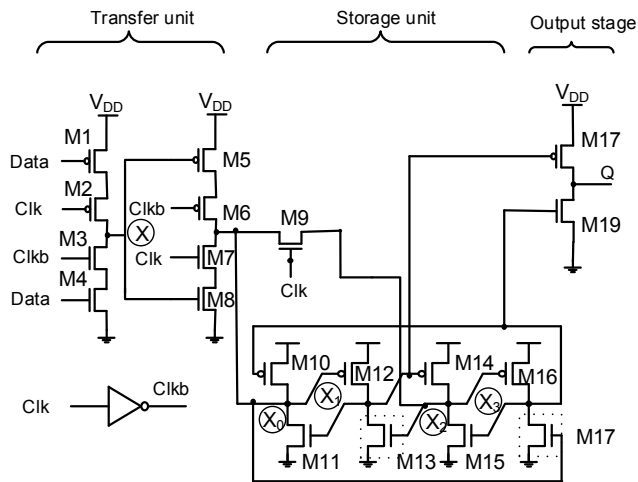 Transfer unit
Storage unit
Output stage
VDD
VDD
VDD
M1
M17
Data
M5
M2
Q
Clk
Clkb
M6
M9
X
M19
M3
Clkb
Clk
M7
M4
Data
M8
Clk
M10
M12
M14
M16
Clk
Clkb
X0
X1
X2
X3
M11
M13
M15
M17